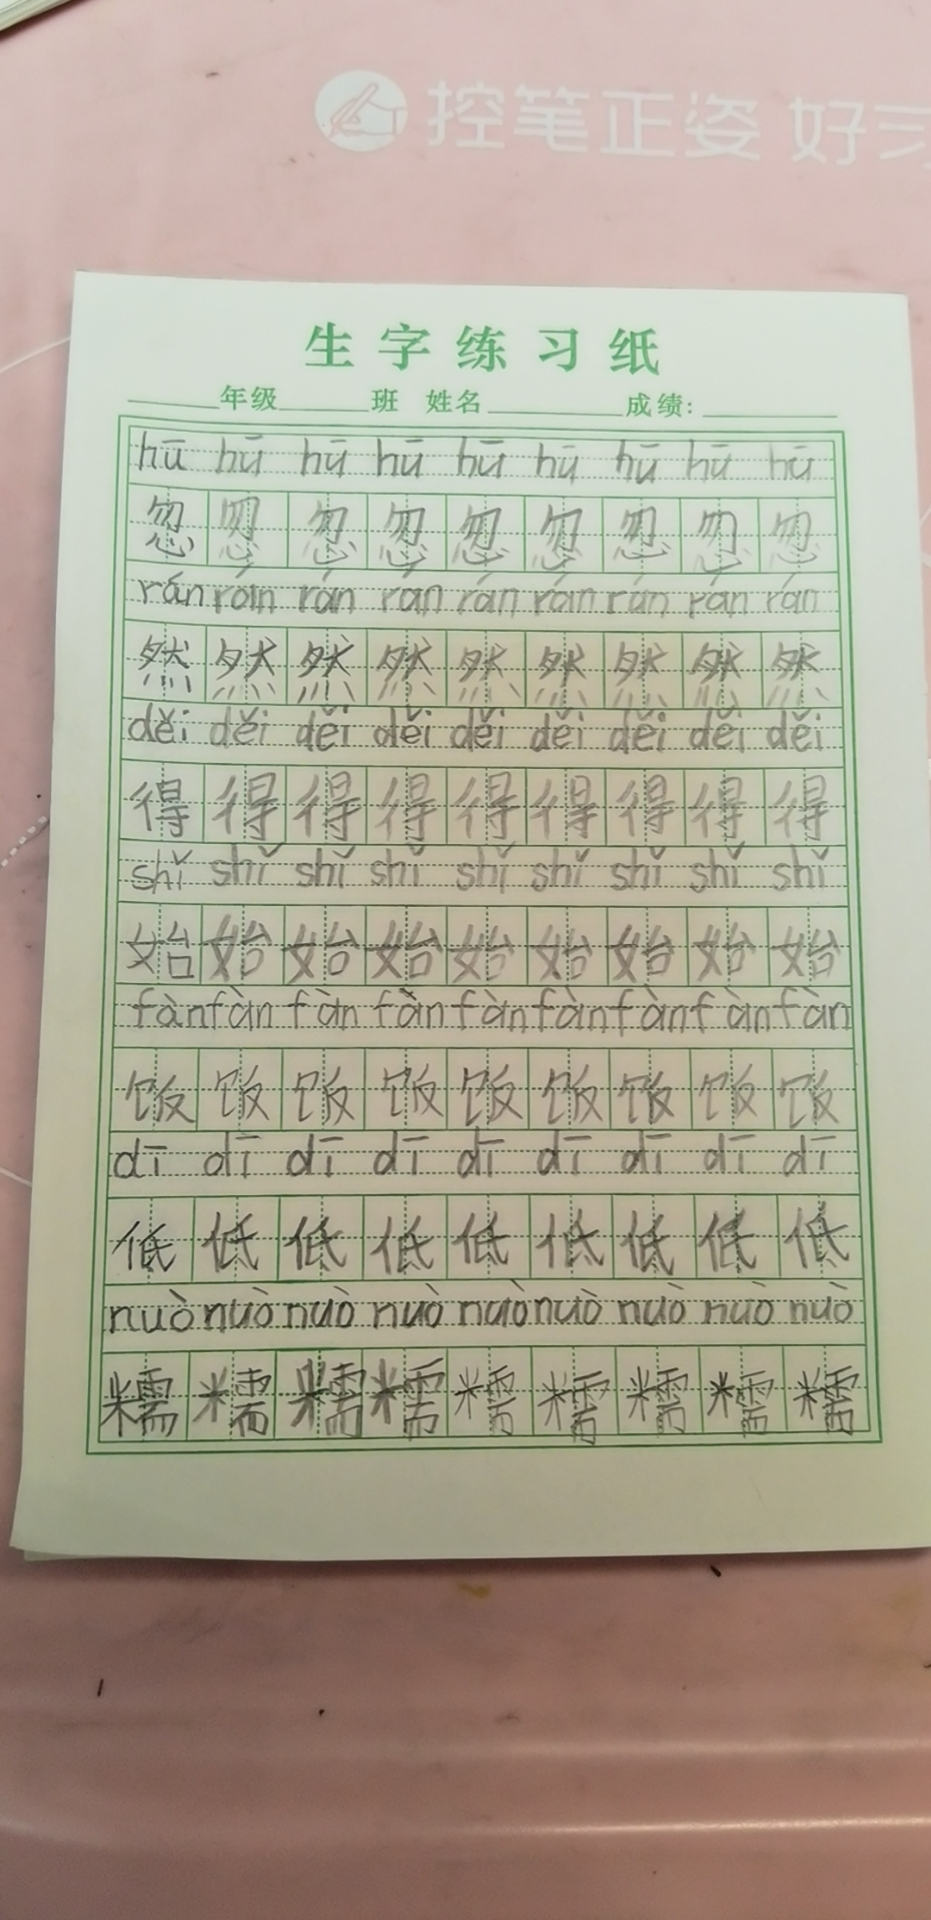 控笔正姿 好习
生字练习纸
年级 班 姓名 成绩:
hū hū hū hū hū hū hū hū hū
忽 忽 忽 忽 忽 忽 忽 忽 忽
rán rán rán rán rán rán rán rán rán
然 然 然 然 然 然 然 然 然
děi děi děi děi děi děi děi děi děi
得 得 得 得 得 得 得 得 得
shǐ shǐ shǐ shǐ shǐ shǐ shǐ shǐ shǐ
始 始 始 始 始 始 始 始 始
fàn fàn fàn fàn fàn fàn fàn fàn fàn
饭 饭 饭 饭 饭 饭 饭 饭 饭
dī dī dī dī dī dī dī dī dī
低 低 低 低 低 低 低 低 低
nuò nuò nuò nuò nuò nuò nuò nuò nuò
糯 糯 糯 糯 糯 糯 糯 糯 糯